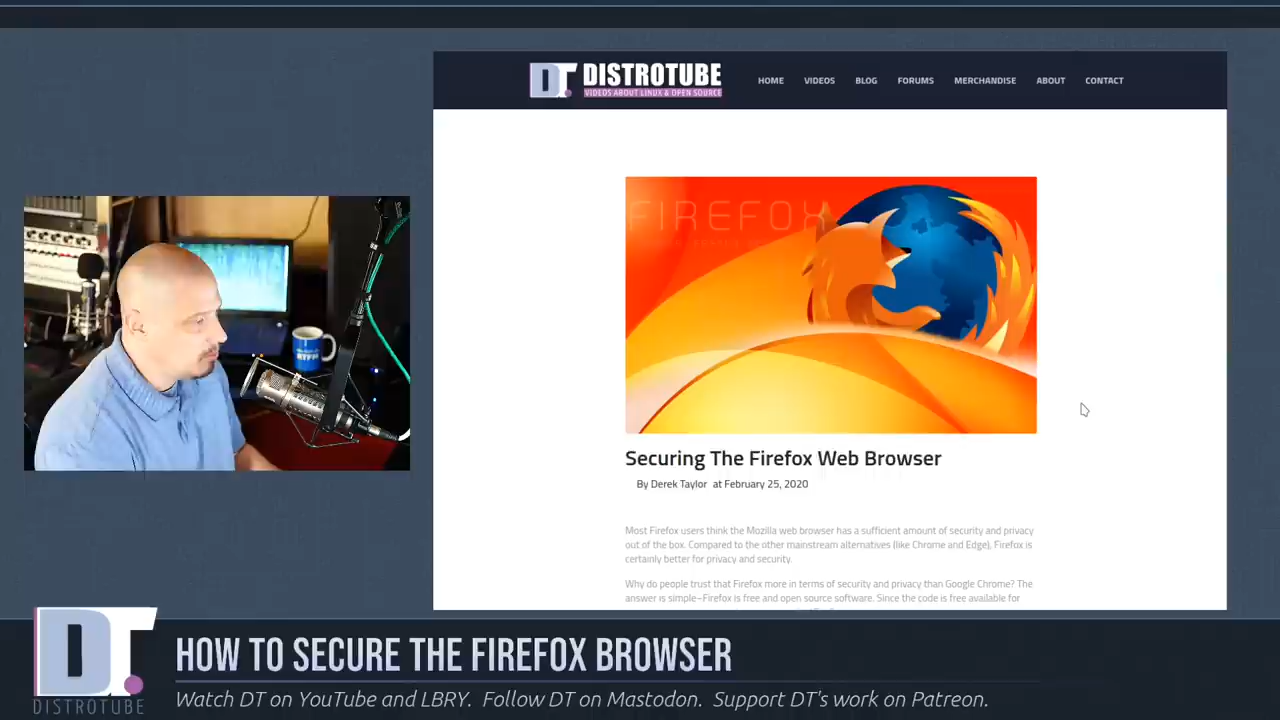 DT
DISTROTUBE
VIDEOS ABOUT LINUX & OPEN SOURCE
HOME
VIDEOS
BLOG
FORUMS
MERCHANDISE
ABOUT
CONTACT
FIREFOX
RTFM
Securing The Firefox Web Browser
By Derek Taylor at February 25, 2020
Most Firefox users think the Mozilla web browser has a sufficient amount of security and privacy
out of the box. Compared to the other mainstream alternatives (like Chrome and Edge), Firefox is
certainly better for privacy and security.
Why do people trust that Firefox more in terms of security and privacy than Google Chrome? The
answer is simple–Firefox is free and open source software. Since the code is free available for
DT
DISTROTUBE
HOW TO SECURE THE FIREFOX BROWSER
Watch DT on YouTube and LBRY. Follow DT on Mastodon. Support DT's work on Patreon.